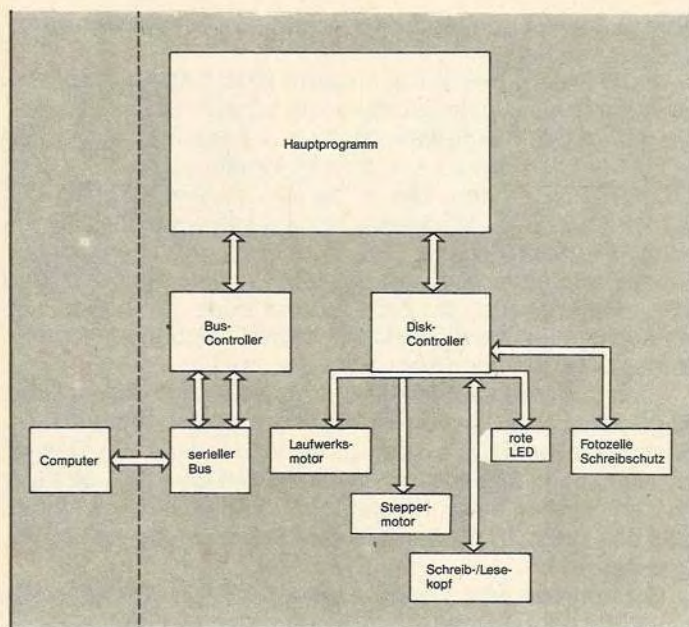 Hauptprogramm
Bus-
Controller
Disk-
Controller
Computer
serieller
Bus
Laufwerks-
motor
rote
LED
Fotozelle
Schreibschutz
Stepper-
motor
Schreib-/Lese-
kopf